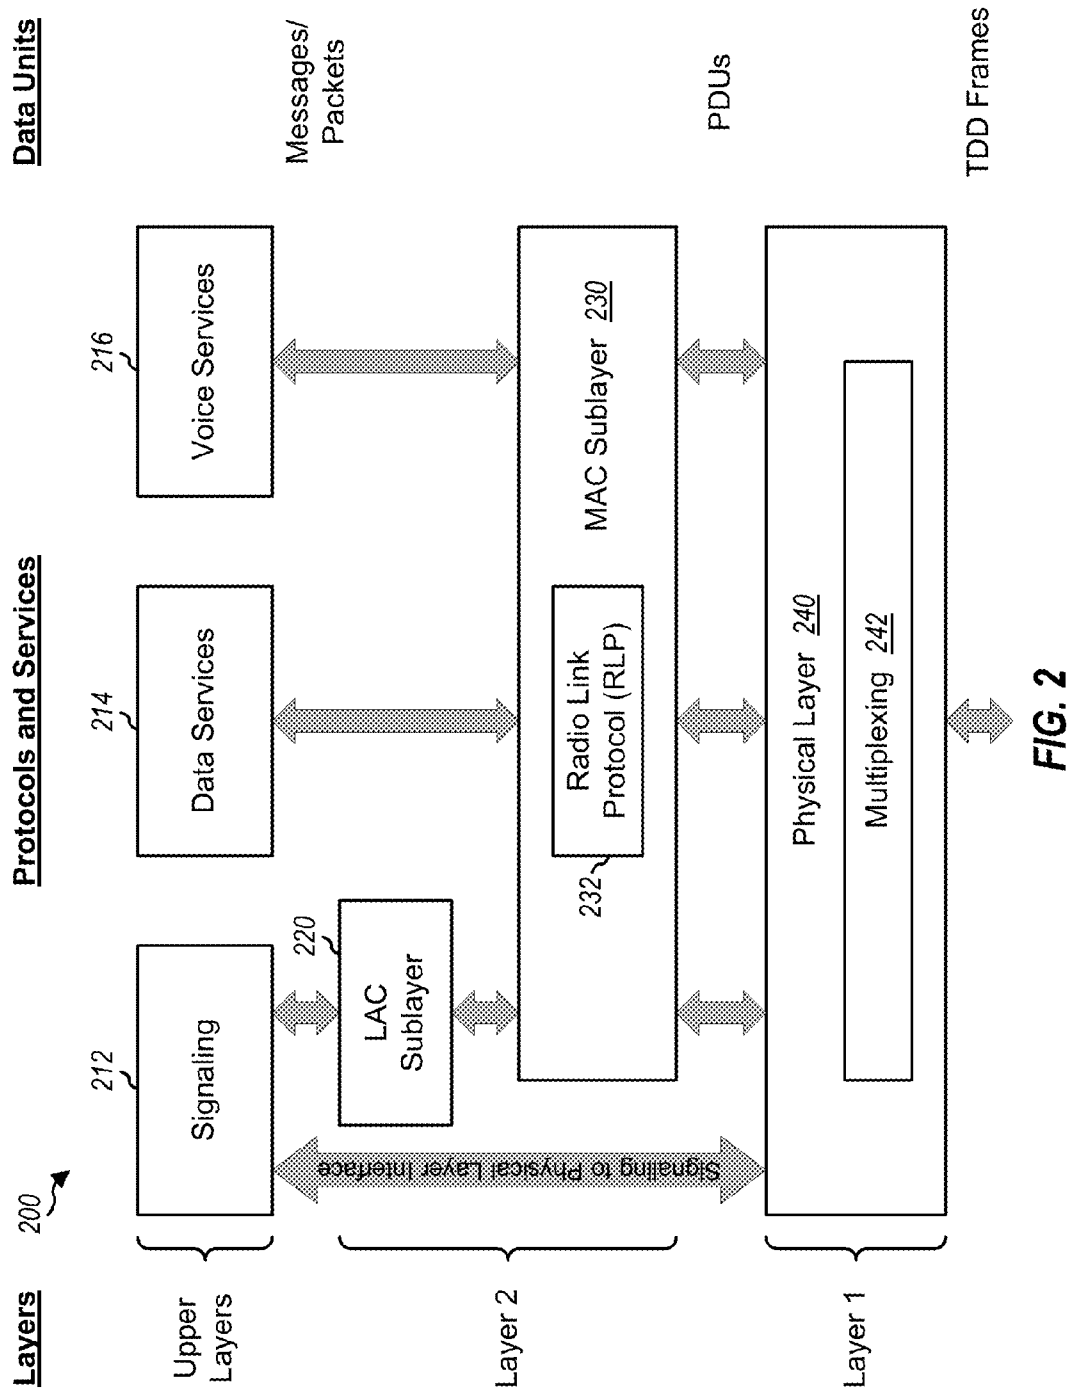 Layers
Protocols and Services
Data Units
200
212
214
216
Upper
Layers
Signaling
Data Services
Voice Services
Messages/
Packets
220
LAC
Sublayer
Signaling to Physical Layer Interface
Layer 2
232
Radio Link
Protocol (RLP)
MAC Sublayer 230
PDUs
Layer 1
Physical Layer 240
Multiplexing 242
TDD Frames
FIG. 2